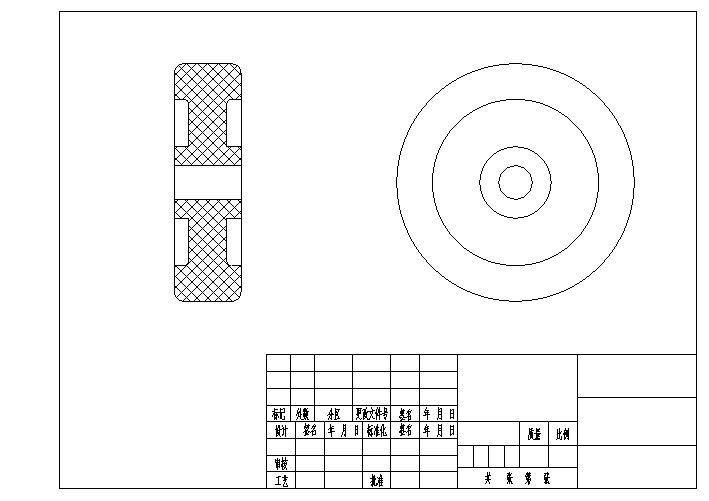 标记 处数 分区 更改文件号 签名 年 月 日
设计 签名 年 月 日 标准化 签名 年 月 日
质量 比例
审核
工艺 批准
共 张 第 张